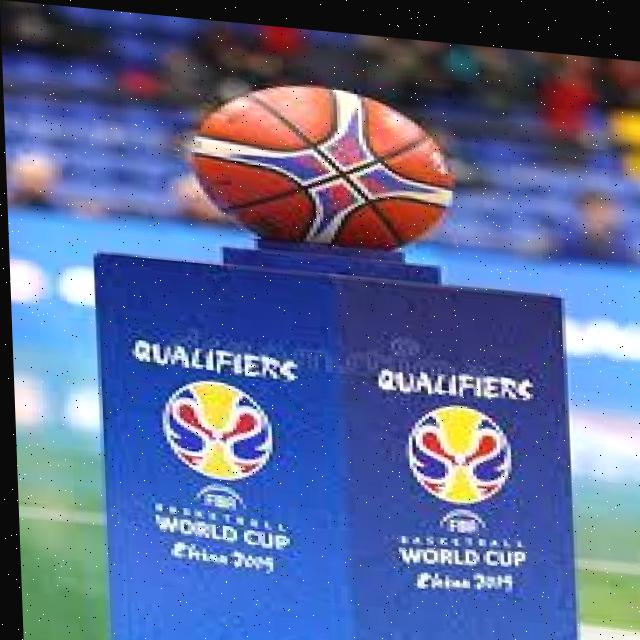 QUALIFIERS
FIBA
BASKETBALL
WORLD CUP
China 2019
QUALIFIERS
FIBA
BASKETBALL
WORLD CUP
China 2019